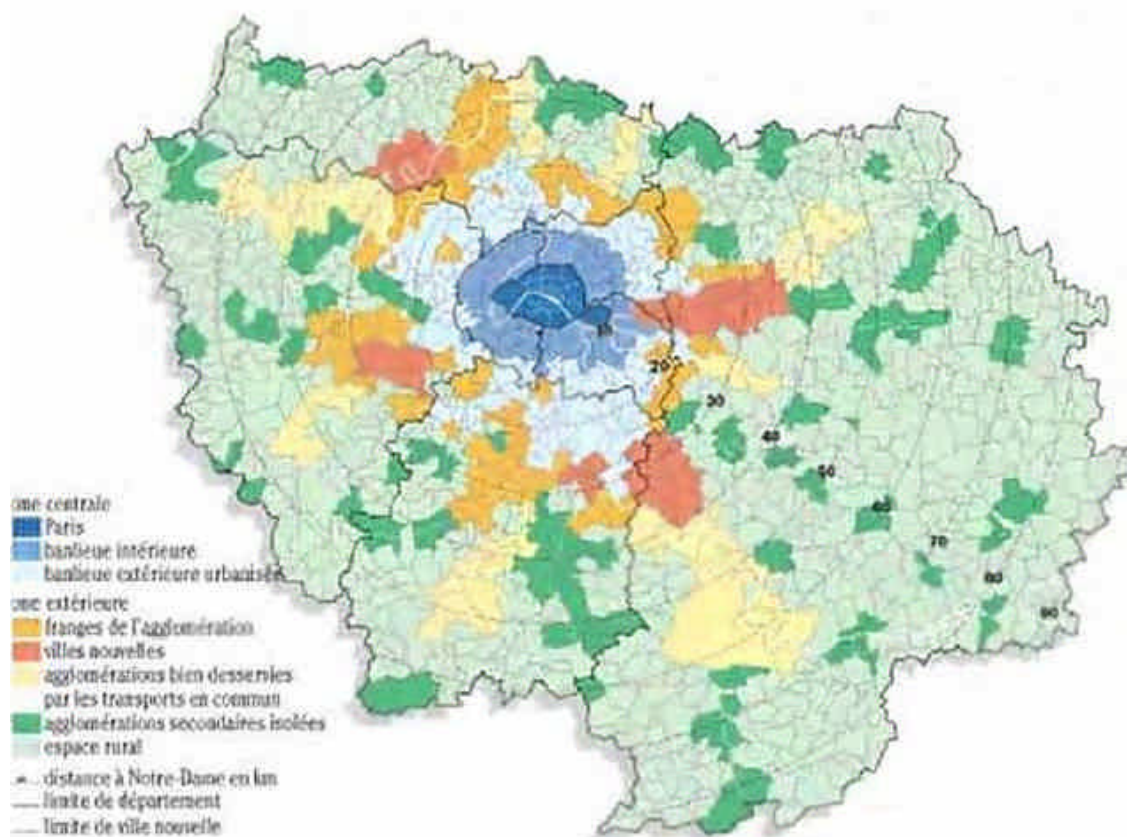 10
20
30
40
50
60
70
80
90
one centrale
Paris
banlieue intérieure
banlieue extérieure urbanisée
one extérieure
franges de l'agglomération
villes nouvelles
agglomérations bien desservies
par les transports en commun
agglomérations secondaires isolées
espace rural
distance à Notre-Dame en km
limite de département
limite de ville nouvelle